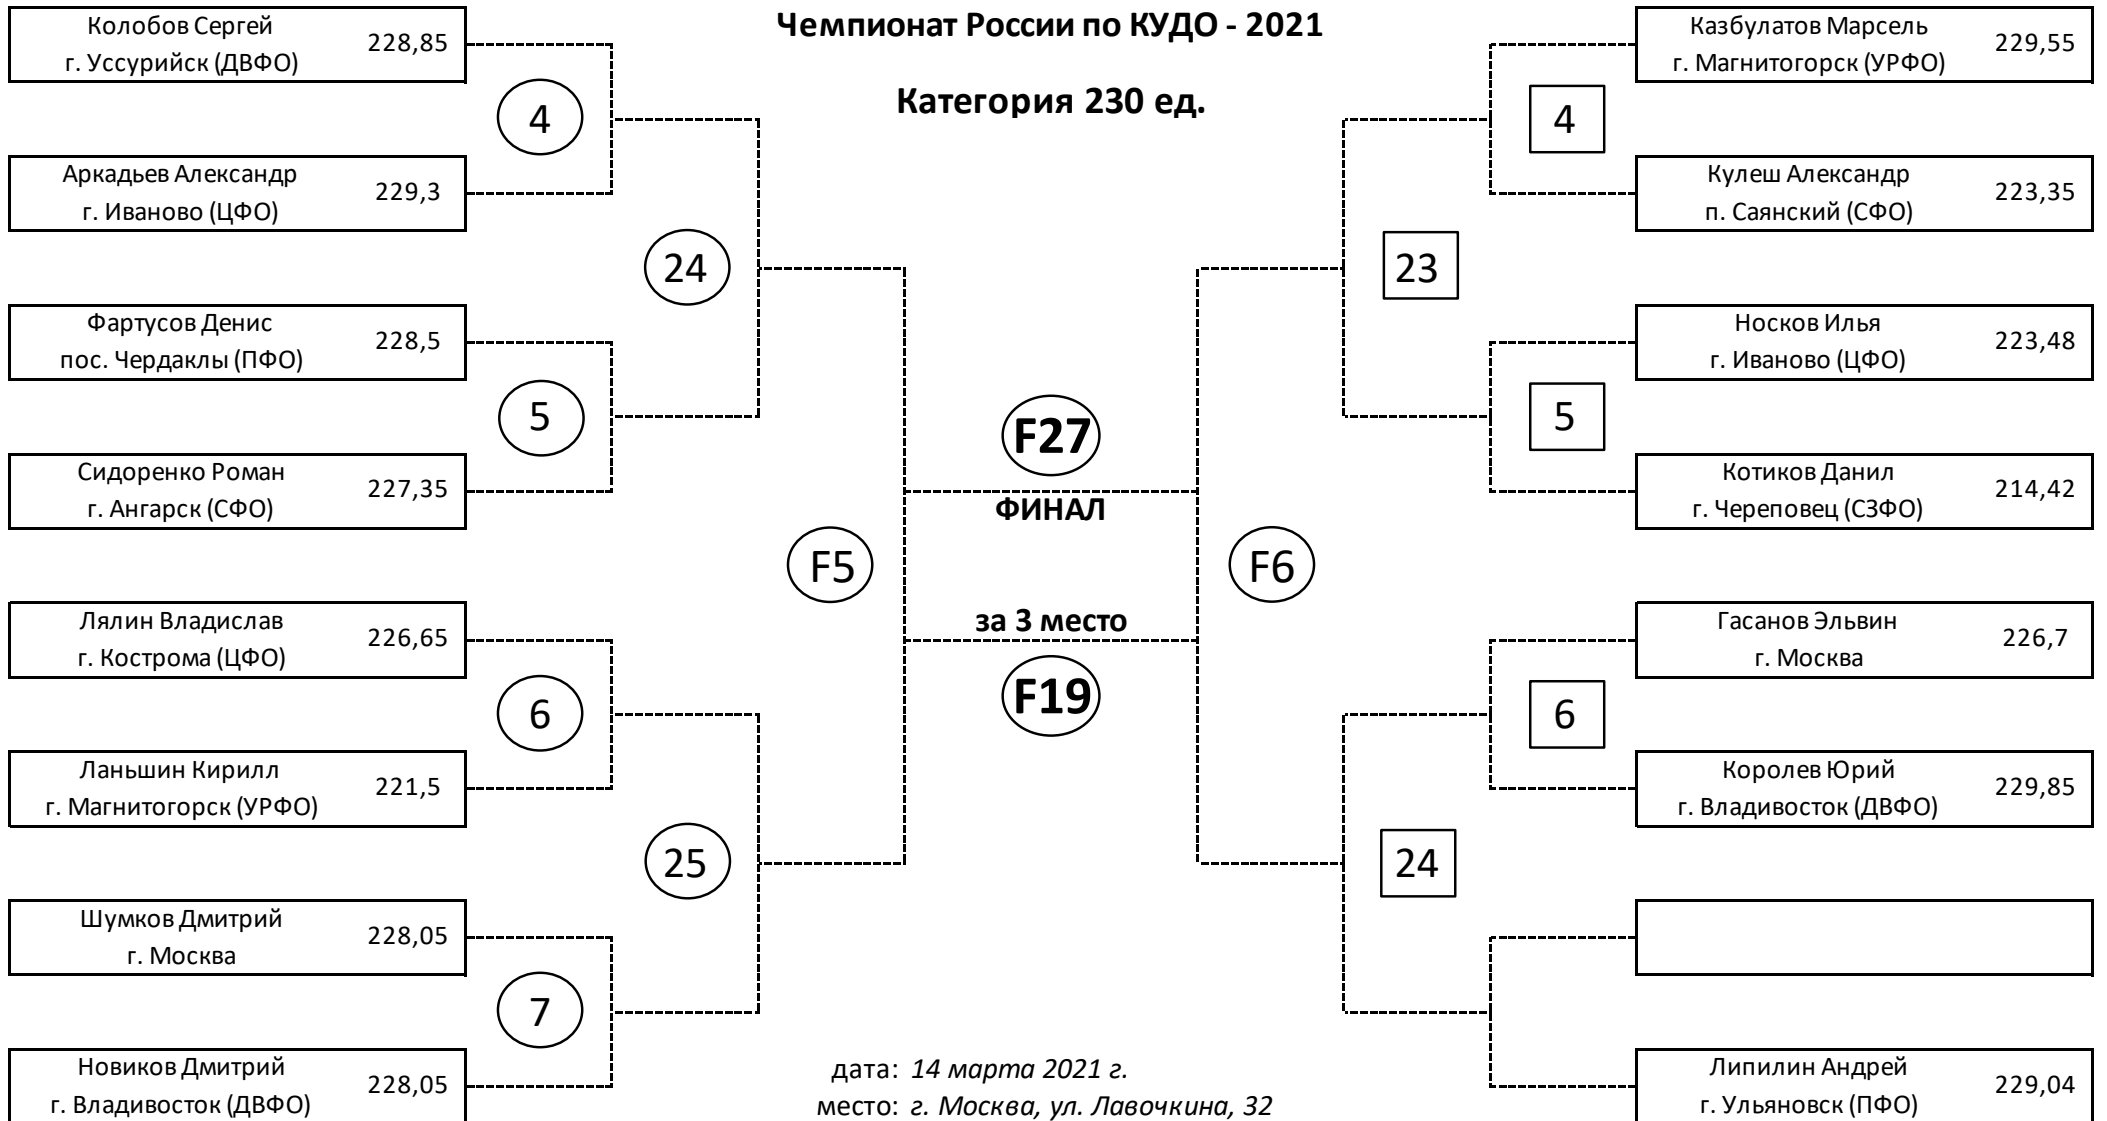 Чемпионат России по КУДО - 2021
Категория 230 ед.
Колобов Сергей
г. Уссурийск (ДВФО)
228,85
4
Аркадьев Александр
г. Иваново (ЦФО)
229,3
24
Фартусов Денис
пос. Чердаклы (ПФО)
228,5
5
Сидоренко Роман
г. Ангарск (СФО)
227,35
F5
Лялин Владислав
г. Кострома (ЦФО)
226,65
6
Ланьшин Кирилл
г. Магнитогорск (УРФО)
221,5
25
Шумков Дмитрий
г. Москва
228,05
7
Новиков Дмитрий
г. Владивосток (ДВФО)
228,05
F27
ФИНАЛ
за 3 место
F19
Казбулатов Марсель
г. Магнитогорск (УРФО)
229,55
4
Кулеш Александр
п. Саянский (СФО)
223,35
23
Носков Илья
г. Иваново (ЦФО)
223,48
5
Котиков Данил
г. Череповец (СЗФО)
214,42
F6
Гасанов Эльвин
г. Москва
226,7
6
Королев Юрий
г. Владивосток (ДВФО)
229,85
24
Липилин Андрей
г. Ульяновск (ПФО)
229,04
дата: 14 марта 2021 г.
место: г. Москва, ул. Лавочкина, 32